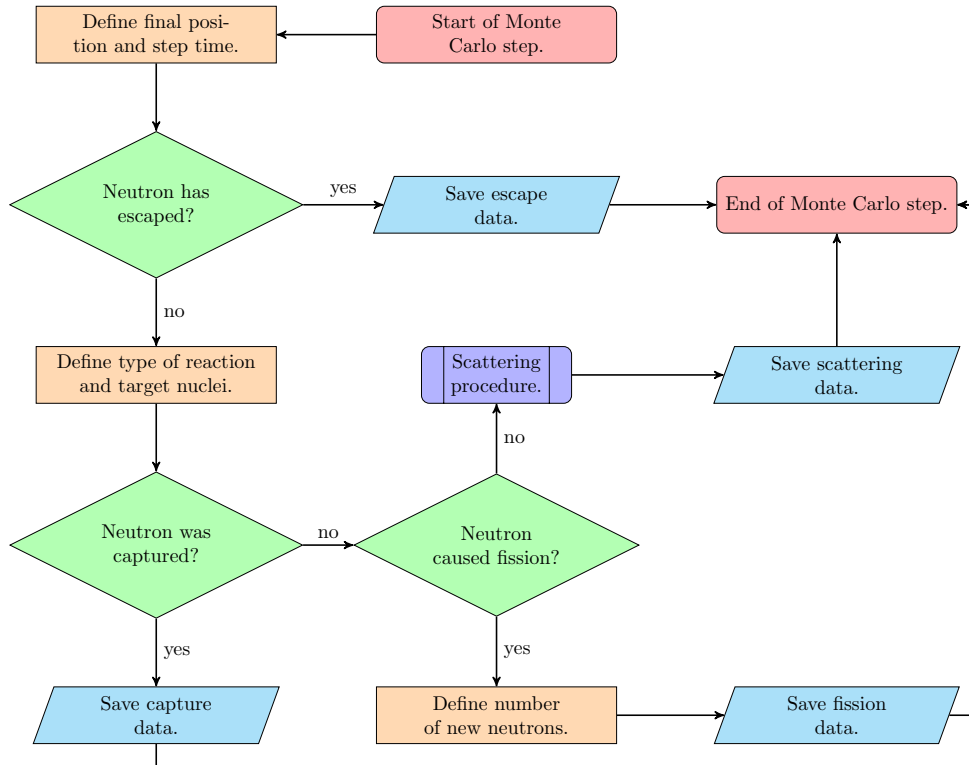 Define final posi-
tion and step time.
Start of Monte
Carlo step.
Neutron has
escaped?
yes
Save escape
data.
End of Monte Carlo step.
no
Define type of reaction
and target nuclei.
Scattering
procedure.
Save scattering
data.
no
Neutron was
captured?
no
Neutron
caused fission?
yes
yes
Save capture
data.
Define number
of new neutrons.
Save fission
data.